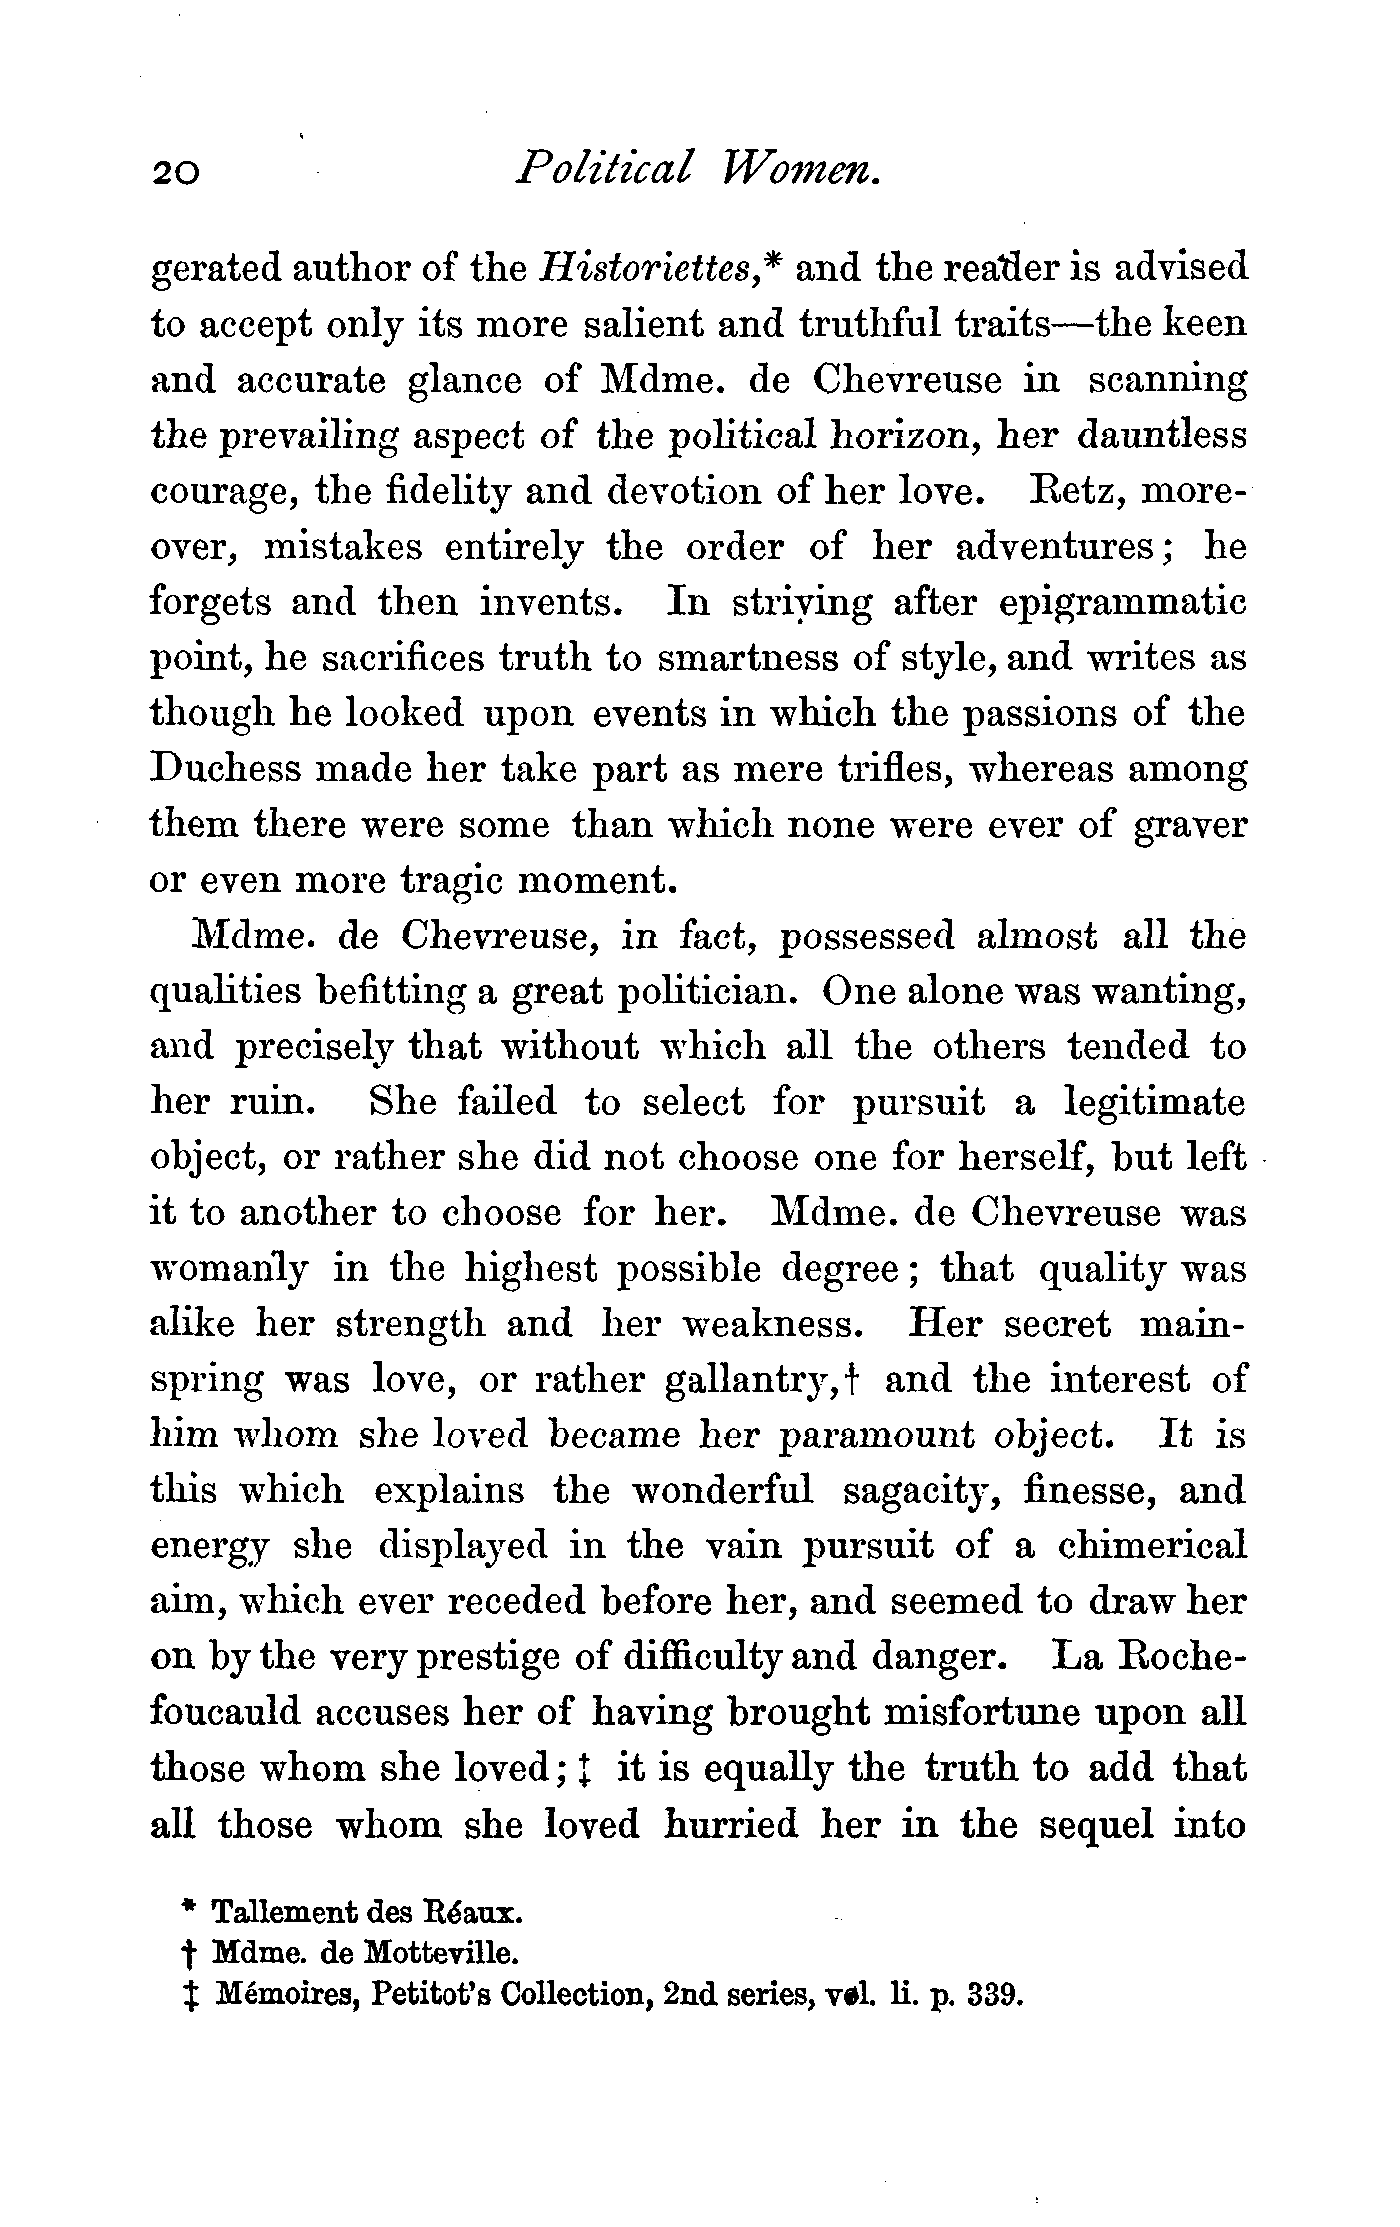 20 Political Women.
gerated author of the Historiettes,* and the reader is advised
to accept only its more salient and truthful traits—the keen
and accurate glance of Mdme. de Chevreuse in scanning
the prevailing aspect of the political horizon, her dauntless
courage, the fidelity and devotion of her love. Retz, more-
over, mistakes entirely the order of her adventures; he
forgets and then invents. In striving after epigrammatic
point, he sacrifices truth to smartness of style, and writes as
though he looked upon events in which the passions of the
Duchess made her take part as mere trifles, whereas among
them there were some than which none were ever of graver
or even more tragic moment.
Mdme. de Chevreuse, in fact, possessed almost all the
qualities befitting a great politician. One alone was wanting,
and precisely that without which all the others tended to
her ruin. She failed to select for pursuit a legitimate
object, or rather she did not choose one for herself, but left
it to another to choose for her. Mdme. de Chevreuse was
womanly in the highest possible degree; that quality was
alike her strength and her weakness. Her secret main-
spring was love, or rather gallantry,† and the interest of
him whom she loved became her paramount object. It is
this which explains the wonderful sagacity, finesse, and
energy she displayed in the vain pursuit of a chimerical
aim, which ever receded before her, and seemed to draw her
on by the very prestige of difficulty and danger. La Roche-
foucauld accuses her of having brought misfortune upon all
those whom she loved; ‡ it is equally the truth to add that
all those whom she loved hurried her in the sequel into
* Tallement des Réaux.
† Mdme. de Motteville.
‡ Mémoires, Petitot's Collection, 2nd series, vol. li. p. 339.